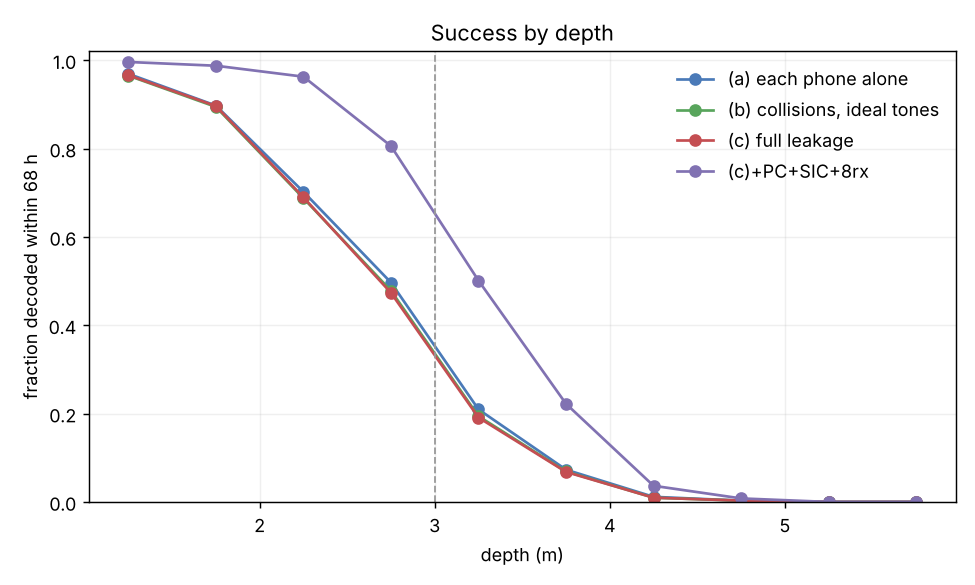 Success by depth
1.0
0.8
0.6
0.4
0.2
0.0
fraction decoded within 68 h
(a) each phone alone
(b) collisions, ideal tones
(c) full leakage
(c)+PC+SIC+8rx
2 3 4 5
depth (m)